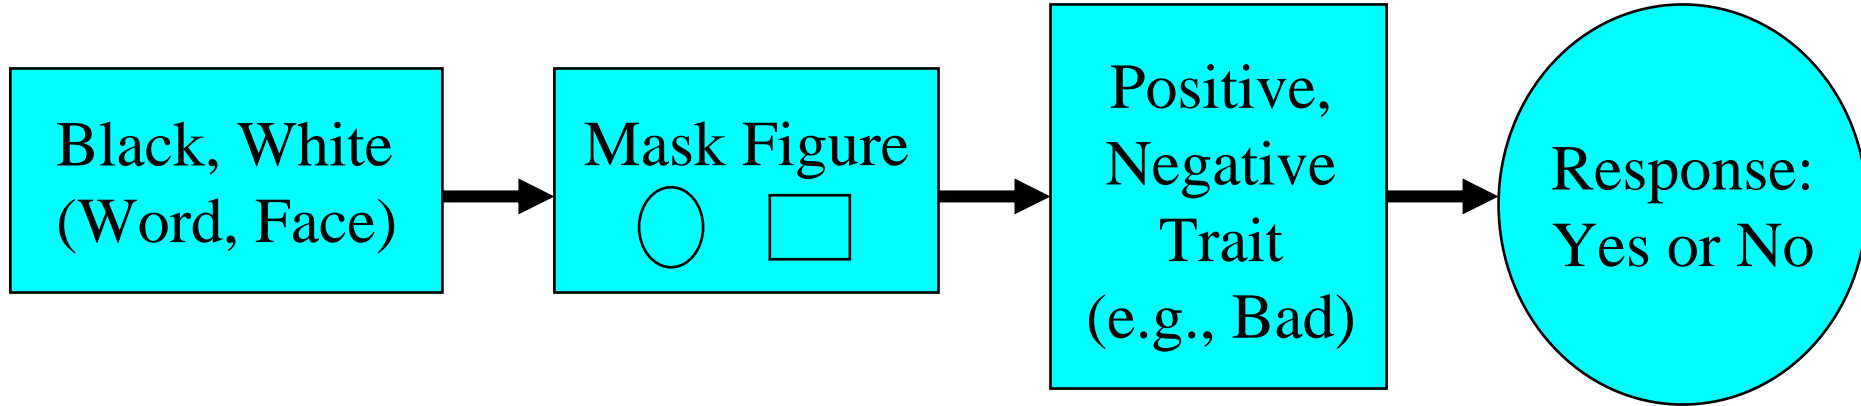 Black, White
(Word, Face)
Mask Figure
Positive,
Negative
Trait
(e.g., Bad)
Response:
Yes or No